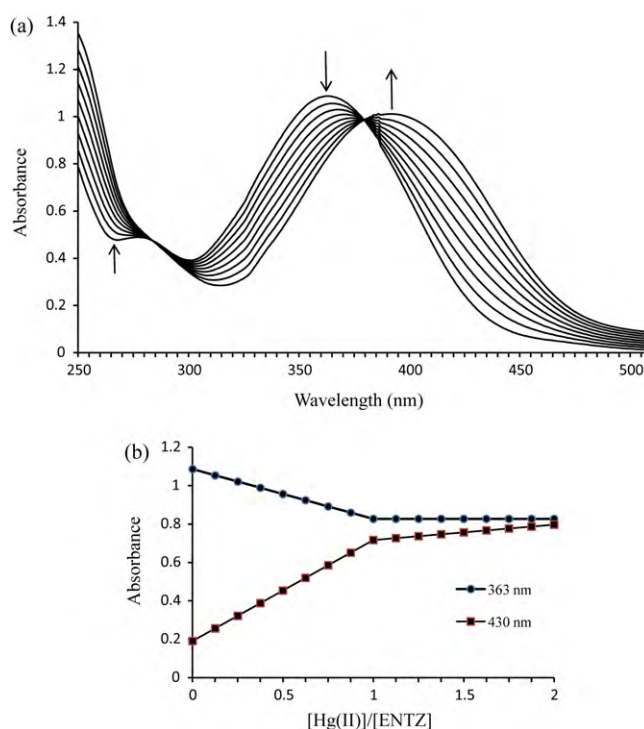 (a)
1.4
1.2
1
0.8
0.6
0.4
0.2
0
Absorbance
250 300 350 400 450 500
Wavelength (nm)
(b)
1.2
1
0.8
0.6
0.4
0.2
0
Absorbance
363 nm
430 nm
0 0.5 1 1.5 2
[Hg(II)]/[ENTZ]